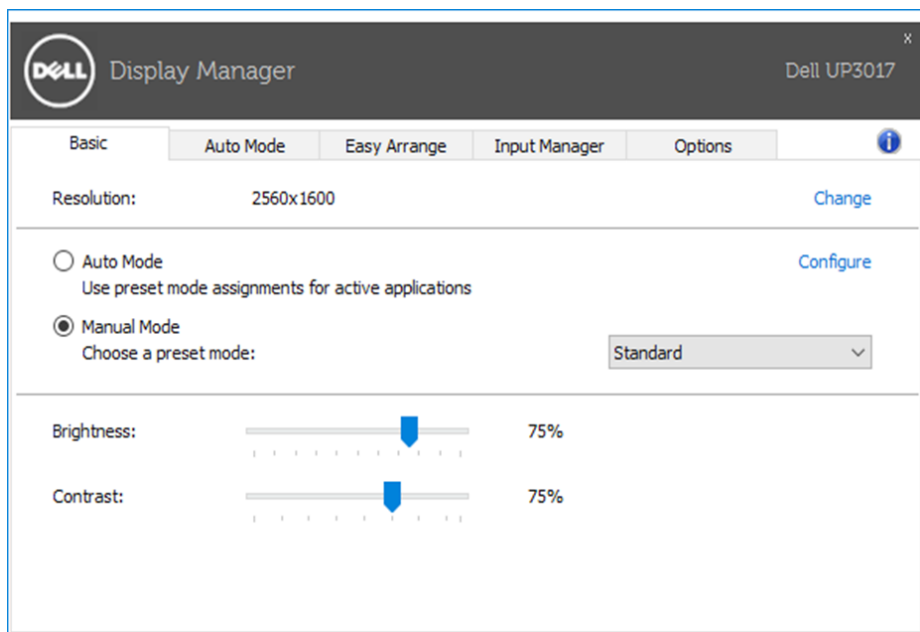 x
DELL Display Manager Dell UP3017
Basic Auto Mode Easy Arrange Input Manager Options i
Resolution: 2560x1600 Change
Auto Mode Configure
Use preset mode assignments for active applications
Manual Mode
Choose a preset mode: Standard
Brightness: 75%
Contrast: 75%